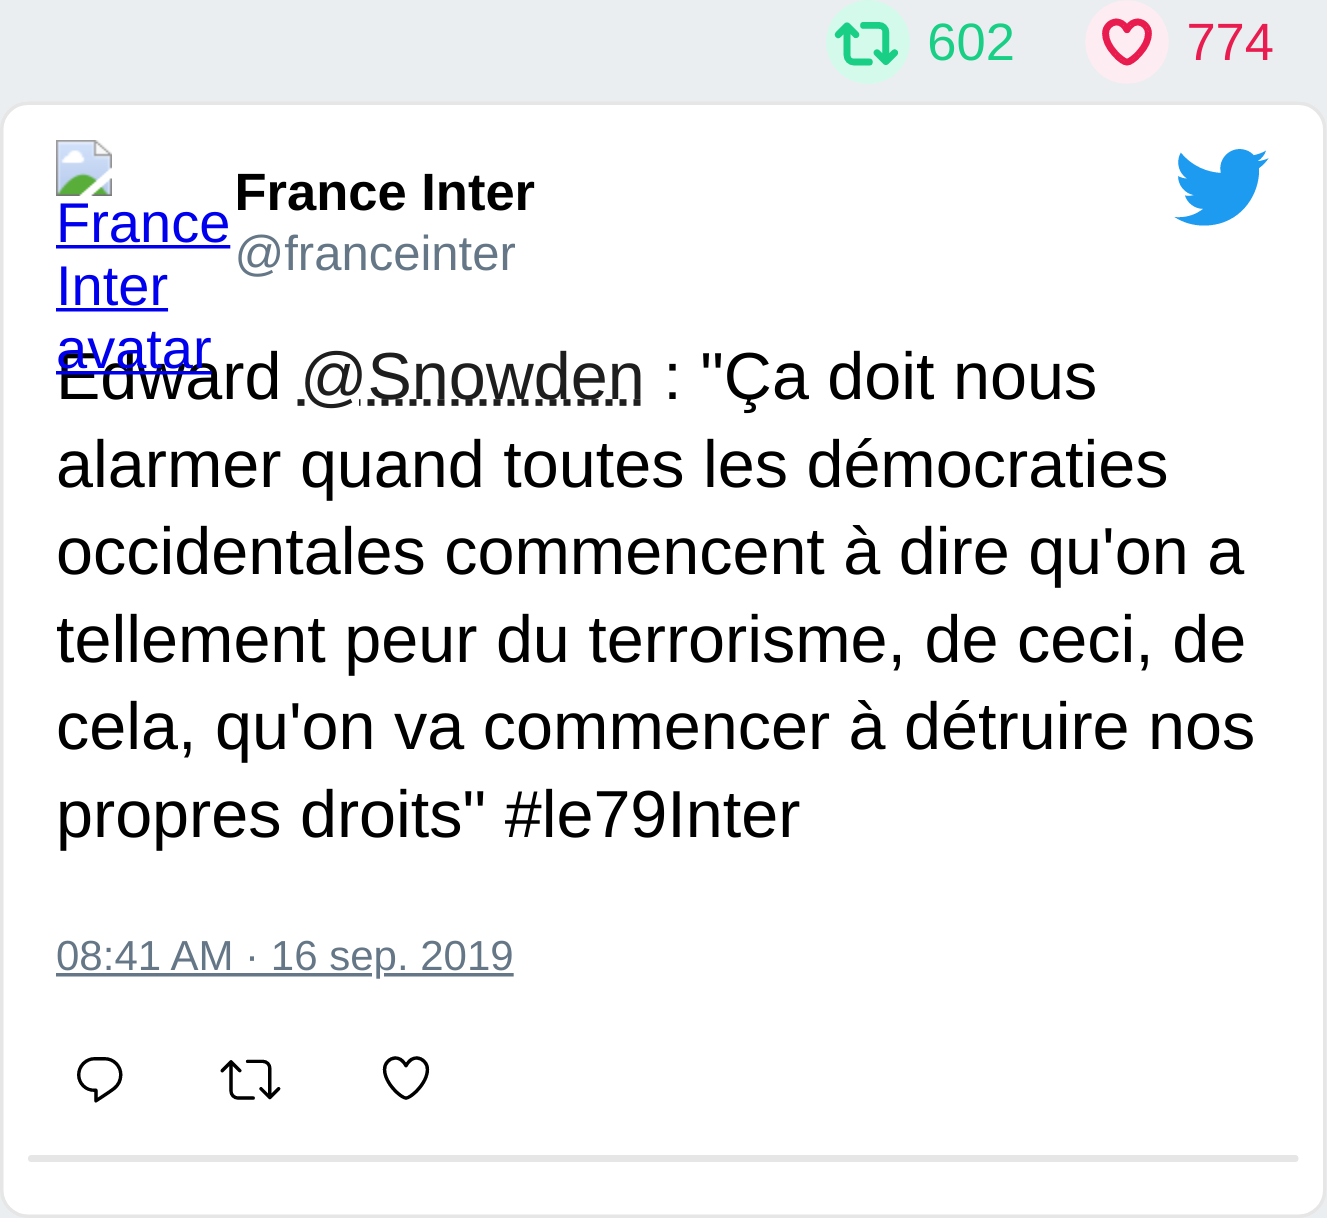 602 774
France Inter
@franceinter
France
Inter
avatar
Edward @Snowden : "Ça doit nous
alarmer quand toutes les démocraties
occidentales commencent à dire qu'on a
tellement peur du terrorisme, de ceci, de
cela, qu'on va commencer à détruire nos
propres droits" #le79Inter
08:41 AM · 16 sep. 2019